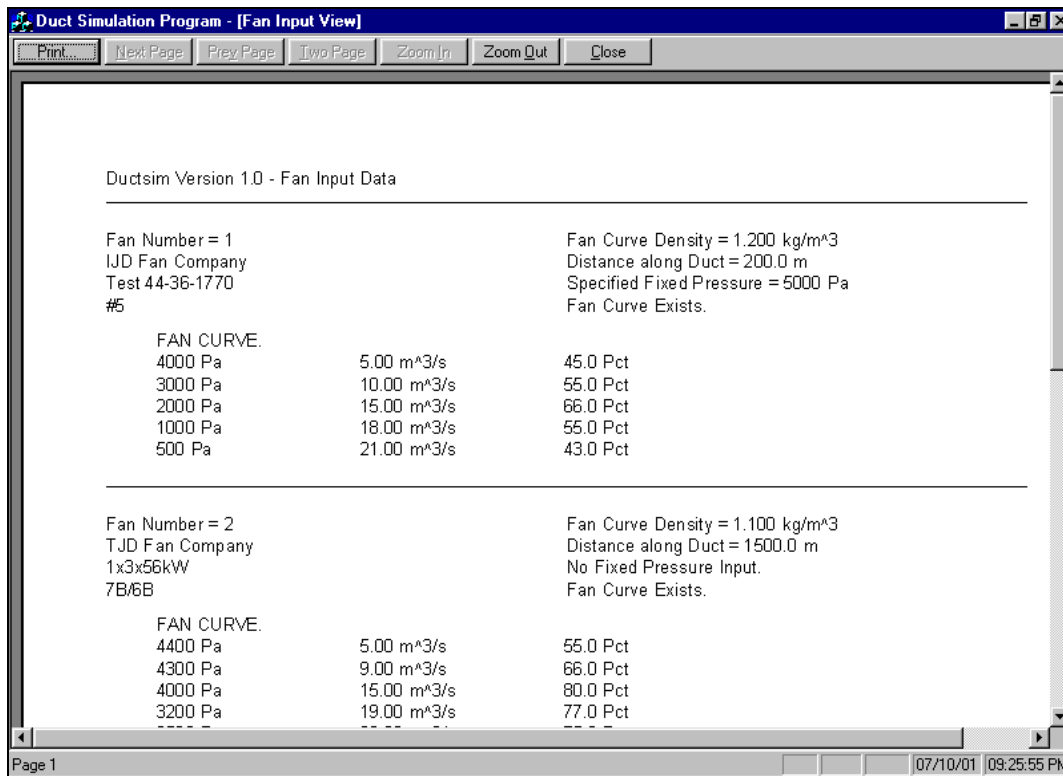 Duct Simulation Program - [Fan Input View]
Print... Next Page Prev Page Two Page Zoom In Zoom Out Close
Ductsim Version 1.0 - Fan Input Data
Fan Number = 1 Fan Curve Density = 1.200 kg/m^3
IJD Fan Company Distance along Duct = 200.0 m
Test 44-36-1770 Specified Fixed Pressure = 5000 Pa
#5 Fan Curve Exists.
FAN CURVE.
4000 Pa 5.00 m^3/s 45.0 Pct
3000 Pa 10.00 m^3/s 55.0 Pct
2000 Pa 15.00 m^3/s 66.0 Pct
1000 Pa 18.00 m^3/s 55.0 Pct
500 Pa 21.00 m^3/s 43.0 Pct
Fan Number = 2 Fan Curve Density = 1.100 kg/m^3
TJD Fan Company Distance along Duct = 1500.0 m
1x3x56kW No Fixed Pressure Input.
7B/6B Fan Curve Exists.
FAN CURVE.
4400 Pa 5.00 m^3/s 55.0 Pct
4300 Pa 9.00 m^3/s 66.0 Pct
4000 Pa 15.00 m^3/s 80.0 Pct
3200 Pa 19.00 m^3/s 77.0 Pct
Page 1 07/10/01 09:25:55 PM